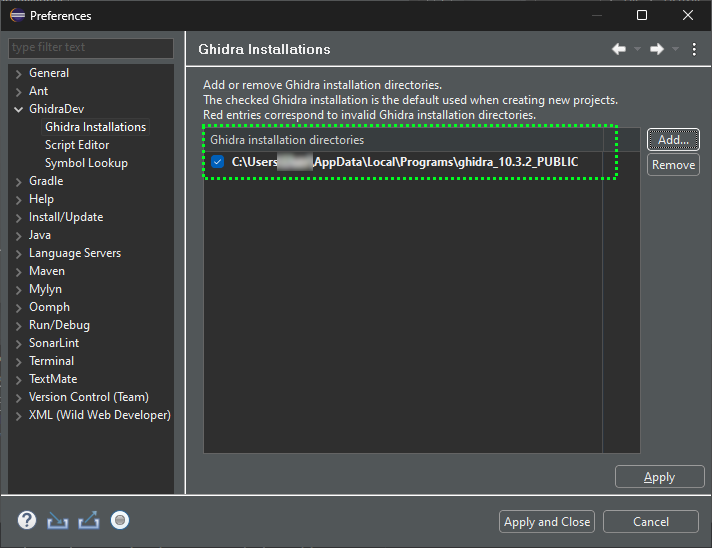 Preferences
type filter text
General
Ant
GhidraDev
Ghidra Installations
Script Editor
Symbol Lookup
Gradle
Help
Install/Update
Java
Language Servers
Maven
Mylyn
Oomph
Run/Debug
SonarLint
Terminal
TextMate
Version Control (Team)
XML (Wild Web Developer)
Ghidra Installations
Add or remove Ghidra installation directories.
The checked Ghidra installation is the default used when creating new projects.
Red entries correspond to invalid Ghidra installation directories.
Ghidra installation directories
C:\Users AppData\Local\Programs\ghidra_10.3.2_PUBLIC
Add...
Remove
Apply
Apply and Close
Cancel